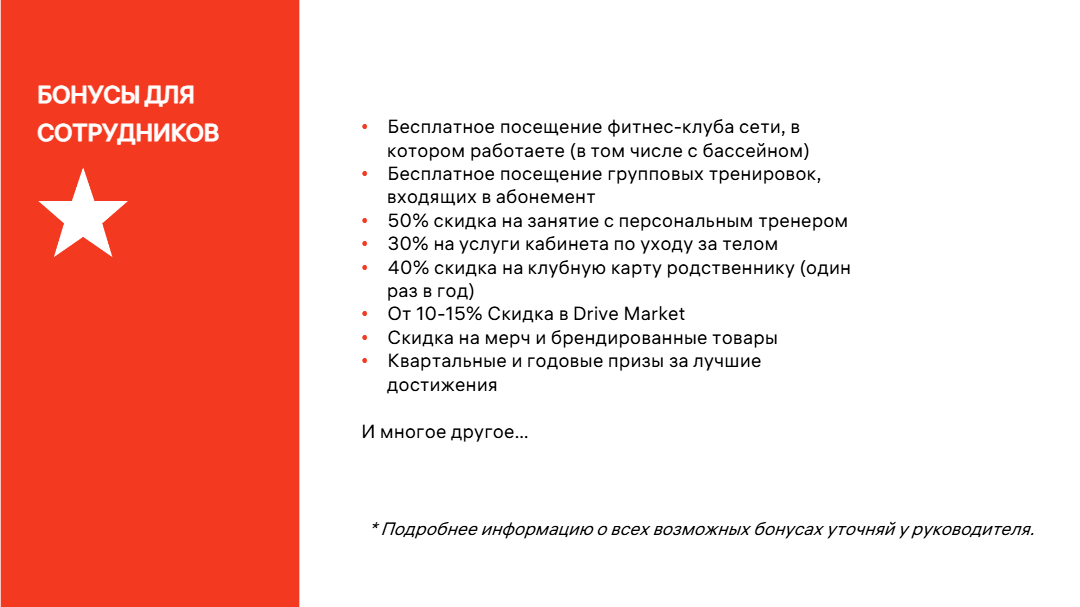 БОНУСЫ ДЛЯ
СОТРУДНИКОВ
• Бесплатное посещение фитнес-клуба сети, в
котором работаете (в том числе с бассейном)
• Бесплатное посещение групповых тренировок,
входящих в абонемент
• 50% скидка на занятие с персональным тренером
• 30% на услуги кабинета по уходу за телом
• 40% скидка на клубную карту родственнику (один
раз в год)
• От 10-15% Скидка в Drive Market
• Скидка на мерч и брендированные товары
• Квартальные и годовые призы за лучшие
достижения
И многое другое...
* Подробнее информацию о всех возможных бонусах уточняй у руководителя.